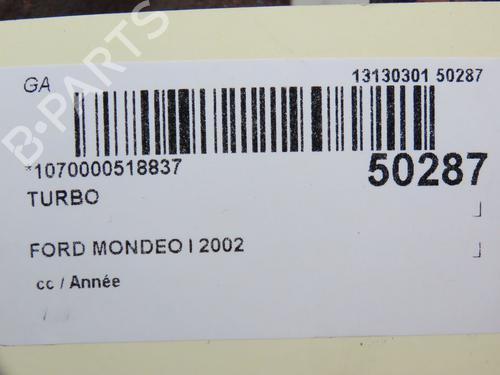 GA
13130301 50287
*1070000518837
50287
TURBO
FORD MONDEO I 2002
cc / Année
/
B-PARTS